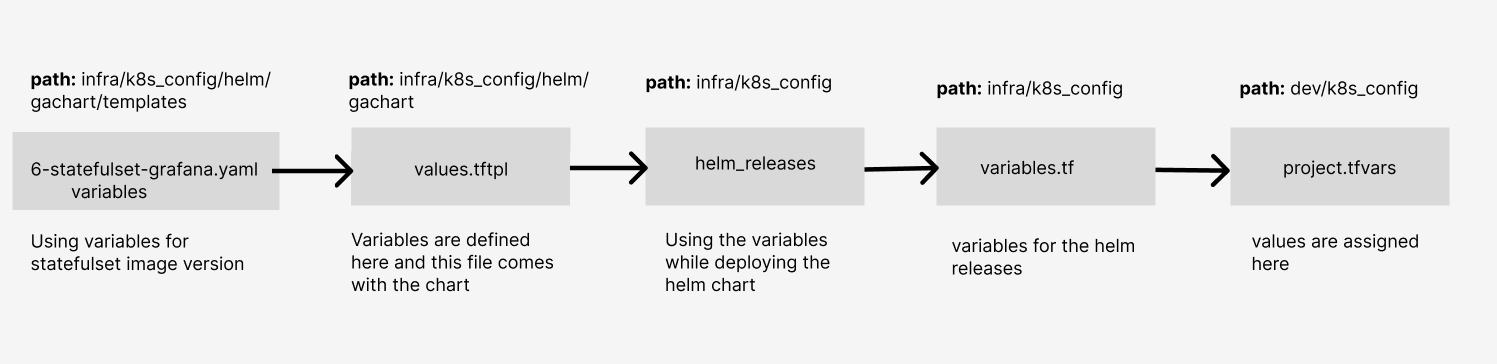 path: infra/k8s_config/helm/
gachart/templates
6-statefulset-grafana.yaml
variables
Using variables for
statefulset image version
path: infra/k8s_config/helm/
gachart
values.tftpl
Variables are defined
here and this file comes
with the chart
path: infra/k8s_config
helm_releases
Using the variables
while deploying the
helm chart
path: infra/k8s_config
variables.tf
variables for the helm
releases
path: dev/k8s_config
project.tfvars
values are assigned
here